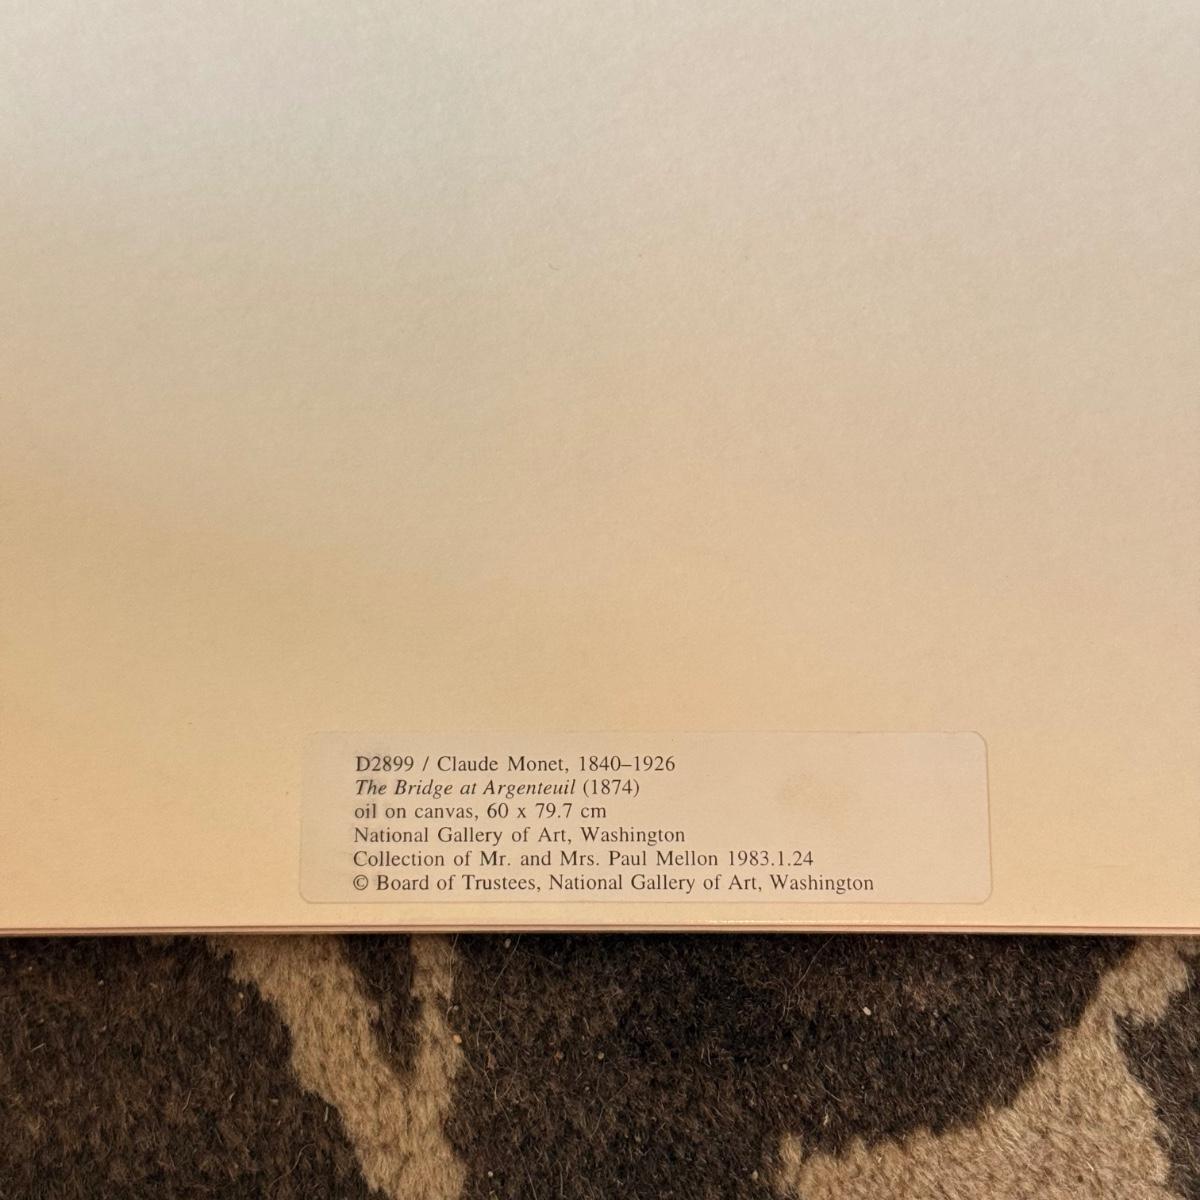 D2899 / Claude Monet, 1840–1926
The Bridge at Argenteuil (1874)
oil on canvas, 60 x 79.7 cm
National Gallery of Art, Washington
Collection of Mr. and Mrs. Paul Mellon 1983.1.24
© Board of Trustees, National Gallery of Art, Washington